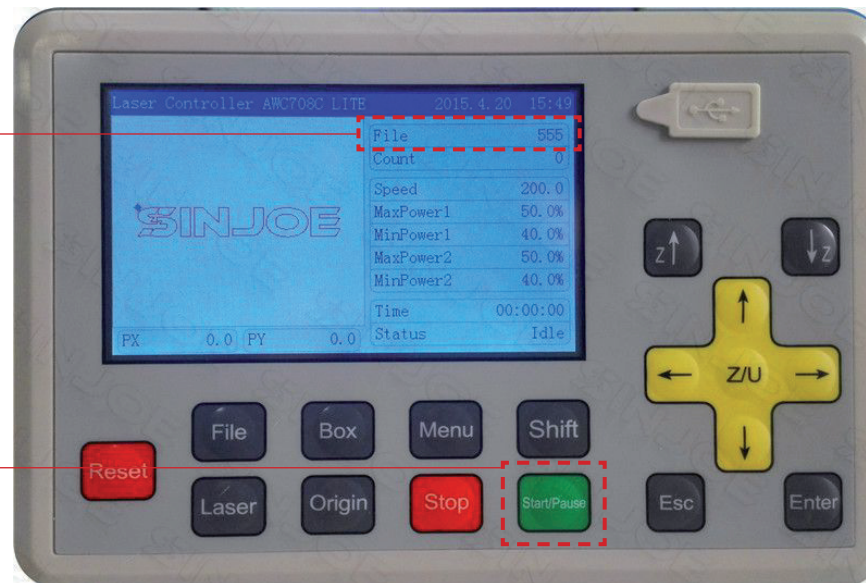 Laser Controller AWC708C LITE 2015.4.20 15:49
File 555
Count 0
Speed 200.0
MaxPower1 50.0%
MinPower1 40.0%
MaxPower2 50.0%
MinPower2 40.0%
Time 00:00:00
Status Idle
SINJOE
PX 0.0 PY 0.0
Z↑ ↓Z
Z/U
File Box Menu Shift
Reset
Laser Origin Stop Start/Pause Esc Enter